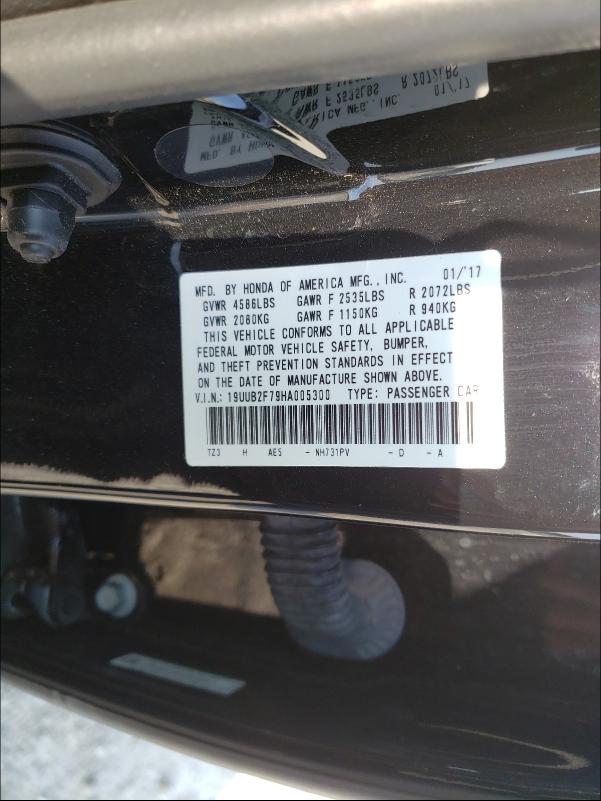 MFD. BY HONDA OF AMERICA MFG., INC. 01/'17
GVWR 4586LBS GAWR F 2535LBS R 2072LBS
GVWR 2080KG GAWR F 1150KG R 940KG
THIS VEHICLE CONFORMS TO ALL APPLICABLE
FEDERAL MOTOR VEHICLE SAFETY, BUMPER,
AND THEFT PREVENTION STANDARDS IN EFFECT
ON THE DATE OF MANUFACTURE SHOWN ABOVE.
V.I.N.: 19UUB2F79HA005300 TYPE: PASSENGER CAR
TZ3 H AE5 - NH731PV - D - A